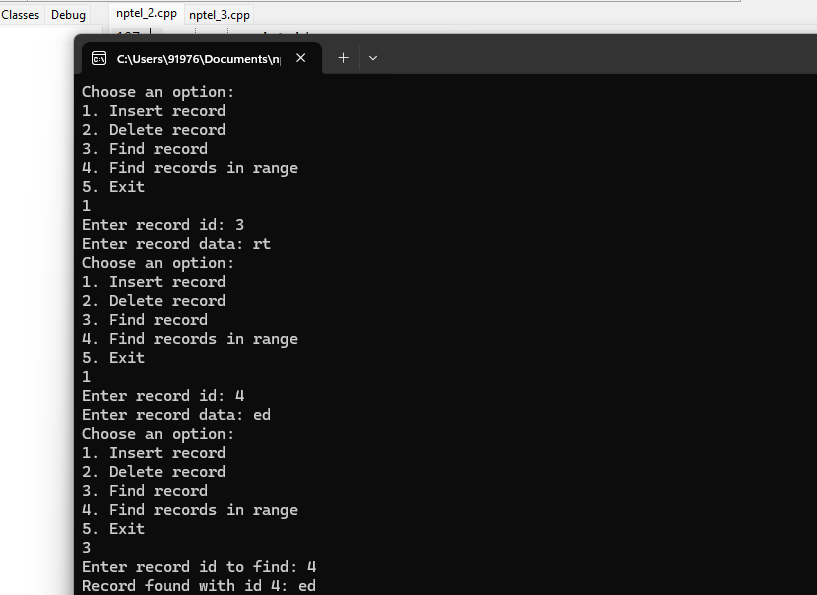 Classes Debug nptel_2.cpp nptel_3.cpp
C:\Users\91976\Documents\n
Choose an option:
1. Insert record
2. Delete record
3. Find record
4. Find records in range
5. Exit
1
Enter record id: 3
Enter record data: rt
Choose an option:
1. Insert record
2. Delete record
3. Find record
4. Find records in range
5. Exit
1
Enter record id: 4
Enter record data: ed
Choose an option:
1. Insert record
2. Delete record
3. Find record
4. Find records in range
5. Exit
3
Enter record id to find: 4
Record found with id 4: ed